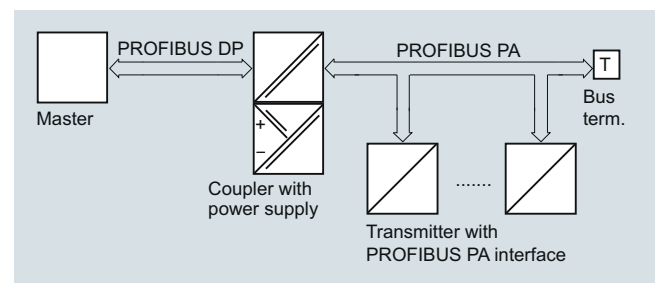 PROFIBUS DP
PROFIBUS PA
T
Master
Bus
term.
+
–
Coupler with
power supply
.......
Transmitter with
PROFIBUS PA interface